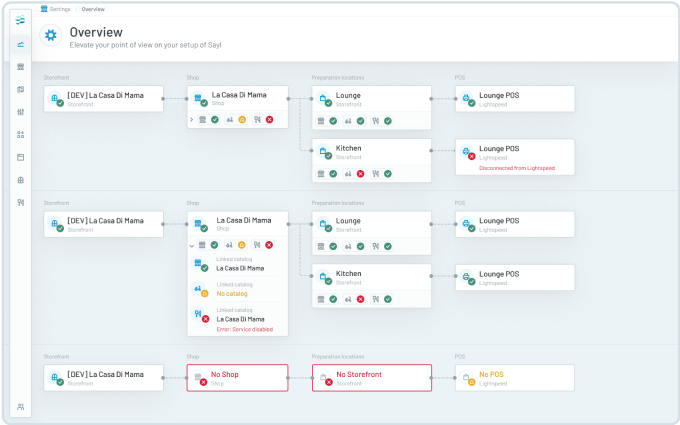 Settings / Overview
Overview
Elevate your point of view on your setup of Sayl
Storefront Shop Preparation locations POS
[DEV] La Casa Di Mama
Storefront
La Casa Di Mama
Shop
Lounge
Storefront
Lounge POS
Lightspeed
Kitchen
Storefront
Lounge POS
Lightspeed
Disconnected from Lightspeed
Storefront Shop Preparation locations POS
[DEV] La Casa Di Mama
Storefront
La Casa Di Mama
Shop
Linked catalog
La Casa Di Mama
Linked catalog
No catalog
Linked catalog
La Casa Di Mama
Error: Service disabled
Lounge
Storefront
Lounge POS
Lightspeed
Kitchen
Storefront
Lounge POS
Lightspeed
Storefront Shop Preparation locations POS
[DEV] La Casa Di Mama
Storefront
No Shop
Shop
No Storefront
Storefront
No POS
Lightspeed